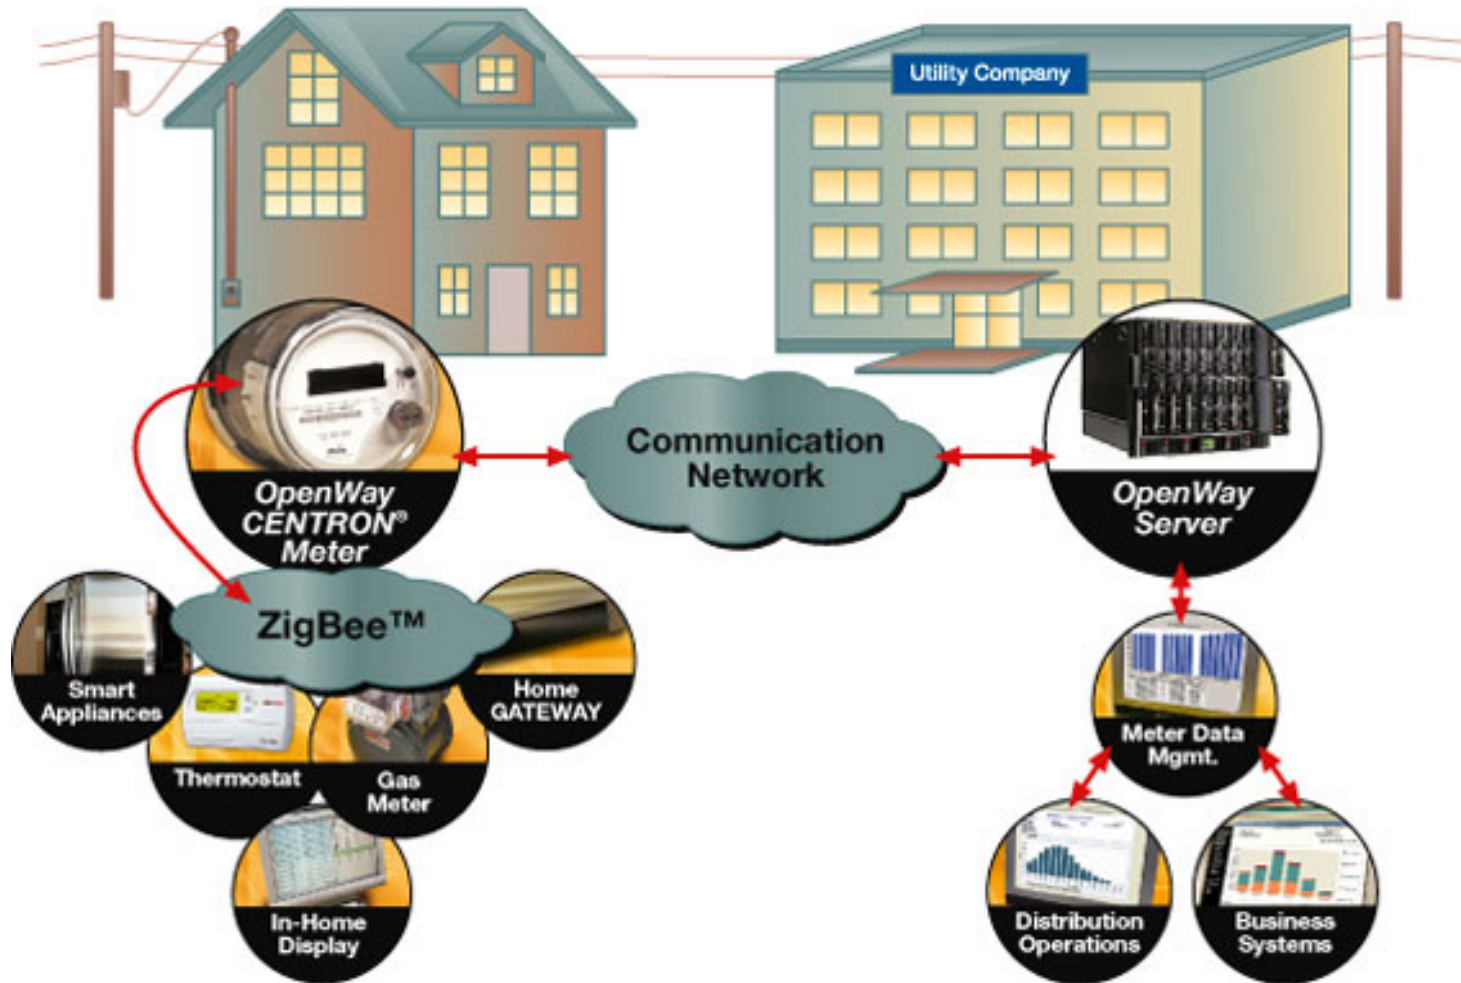 Utility Company
OpenWay
CENTRON®
Meter
Communication
Network
OpenWay
Server
ZigBee™
Smart
Appliances
Thermostat
Gas
Meter
Home
GATEWAY
In-Home
Display
Meter Data
Mgmt.
Distribution
Operations
Business
Systems